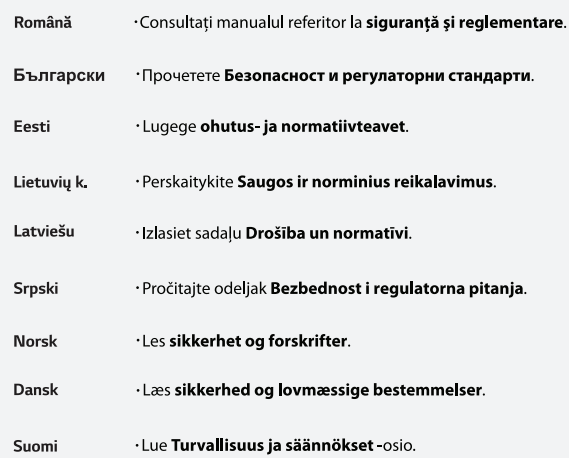 Română · Consultați manualul referitor la siguranță și reglementare.
Български · Прочетете Безопасност и регулаторни стандарти.
Eesti · Lugege ohutus- ja normatiivteavet.
Lietuvių k. · Perskaitykite Saugos ir norminius reikalavimus.
Latviešu · Izlasiet sadaļu Drošība un normatīvi.
Srpski · Pročitajte odeljak Bezbednost i regulatorna pitanja.
Norsk · Les sikkerhet og forskrifter.
Dansk · Læs sikkerhed og lovmæssige bestemmelser.
Suomi · Lue Turvallisuus ja säännökset -osio.